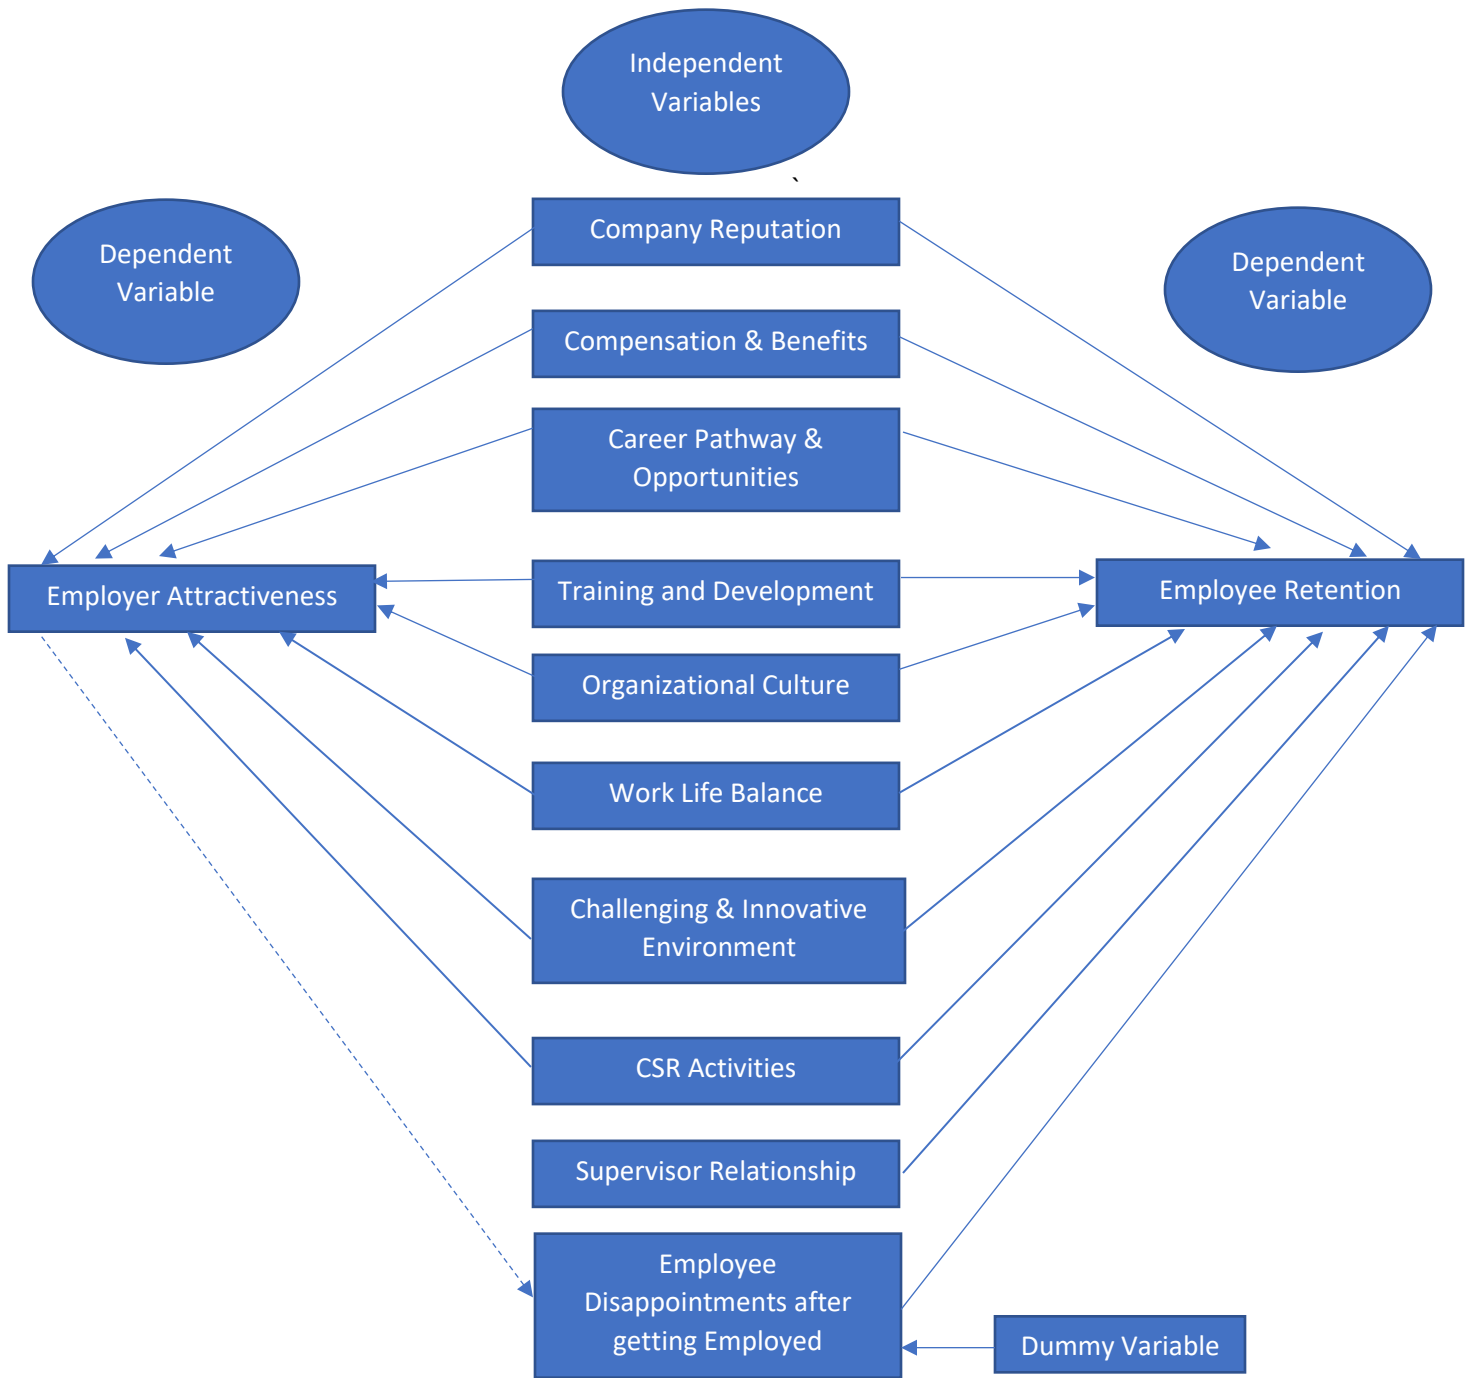 Independent
Variables
`
Dependent
Variable
Dependent
Variable
Company Reputation
Compensation & Benefits
Career Pathway &
Opportunities
Employer Attractiveness
Training and Development
Employee Retention
Organizational Culture
Work Life Balance
Challenging & Innovative
Environment
CSR Activities
Supervisor Relationship
Employee
Disappointments after
getting Employed
Dummy Variable